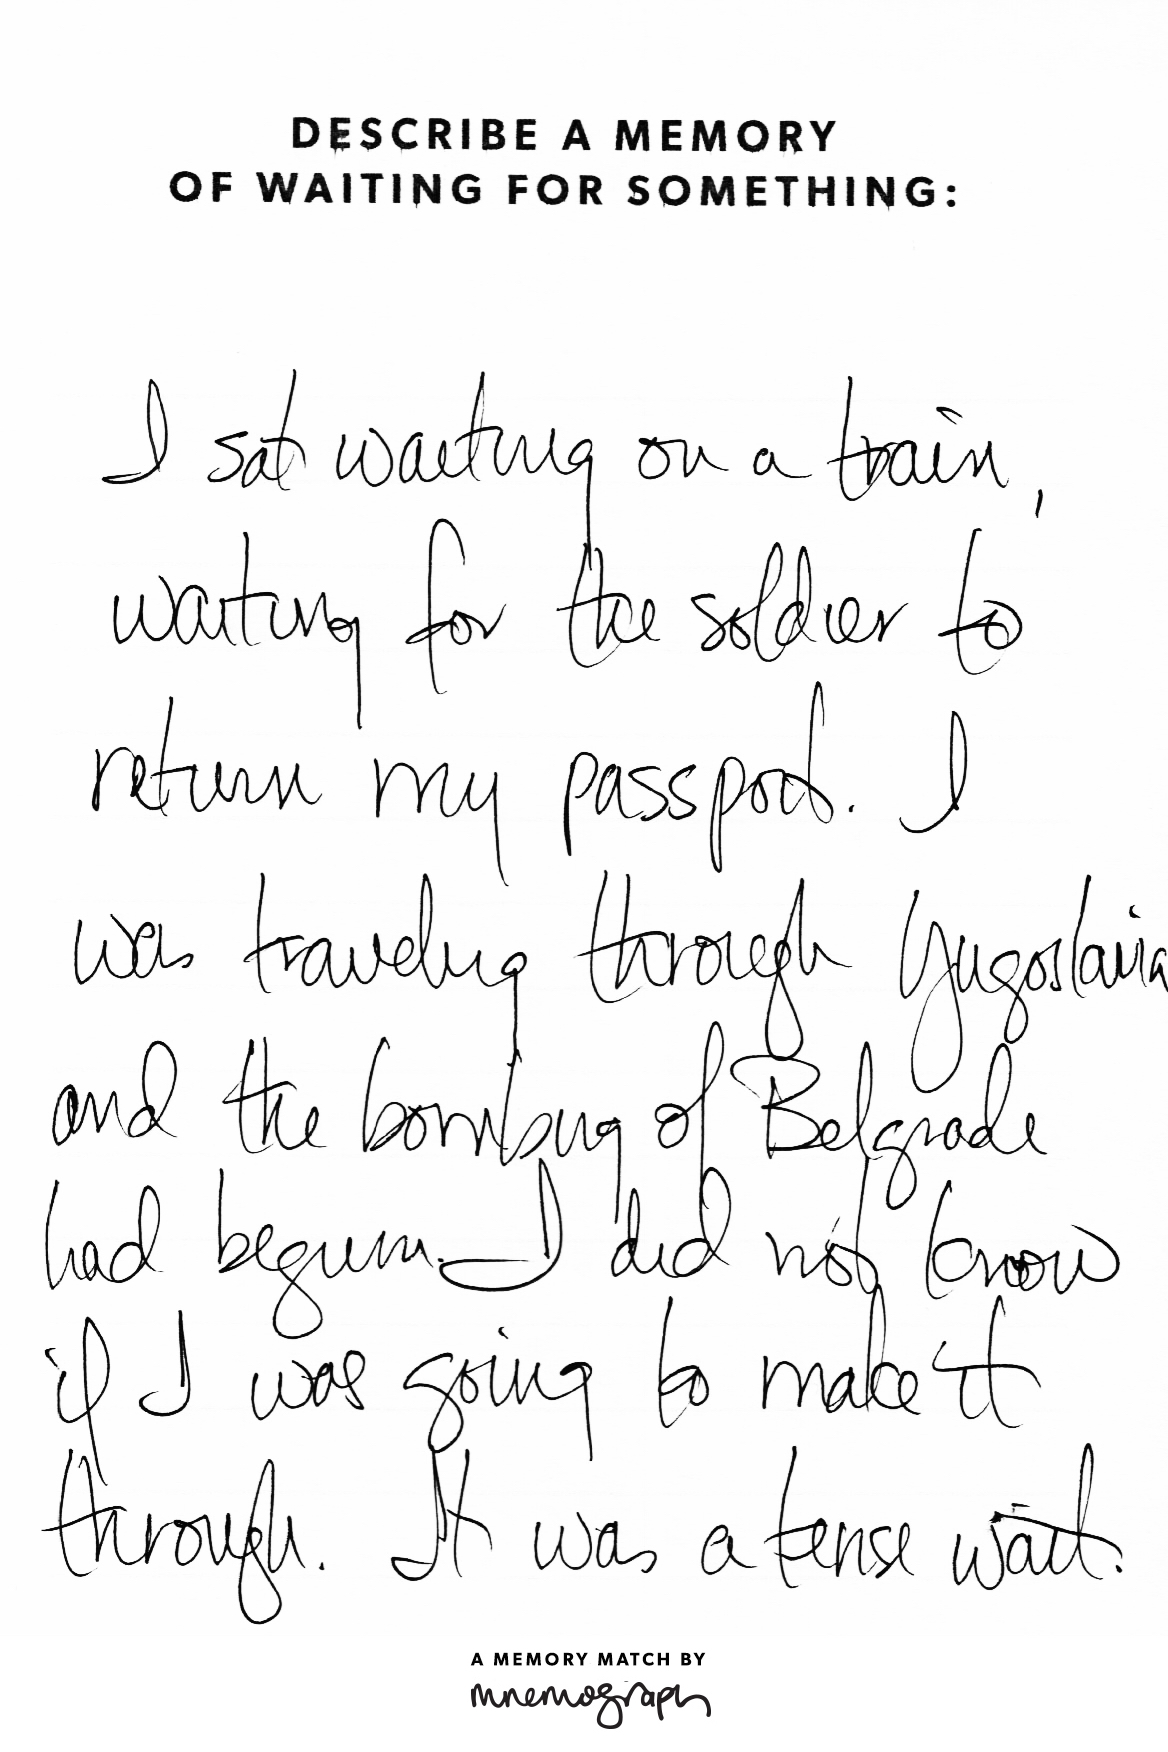 DESCRIBE A MEMORY
OF WAITING FOR SOMETHING:
I sat waiting on a train,
waiting for the soldier to
return my passport. I
was traveling through Yugoslavia
and the bombing of Belgrade
had begun. I did not know
if I was going to make it
through. It was a tense wait.
A MEMORY MATCH BY
mnemograph